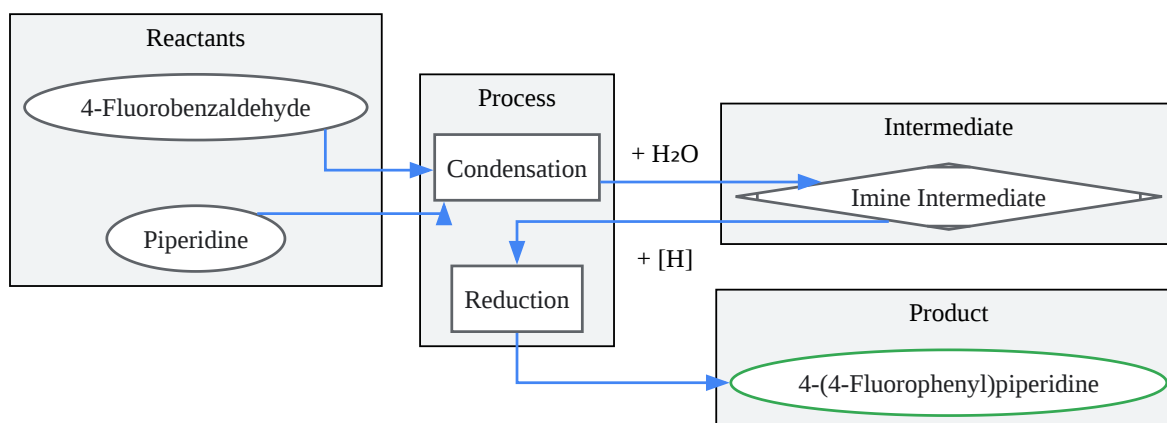 Reactants
4-Fluorobenzaldehyde
Piperidine
Process
Condensation
+ H₂O
Intermediate
Imine Intermediate
+ [H]
Reduction
Product
4-(4-Fluorophenyl)piperidine